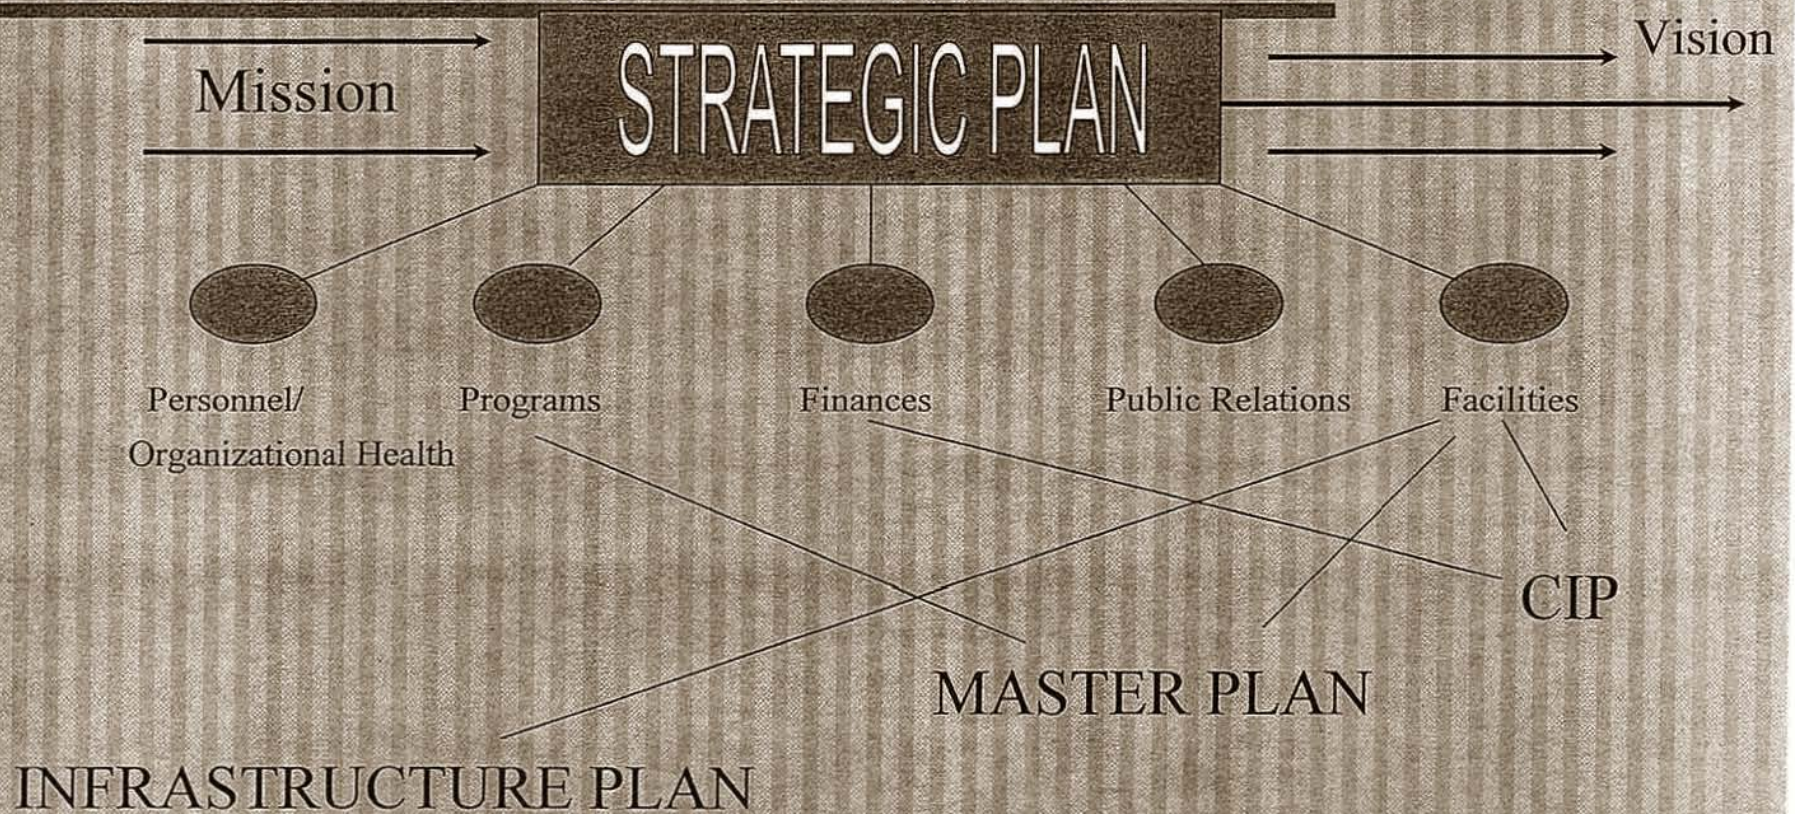 Mission
STRATEGIC PLAN
Vision
Personnel/
Organizational Health
Programs
Finances
Public Relations
Facilities
CIP
MASTER PLAN
INFRASTRUCTURE PLAN